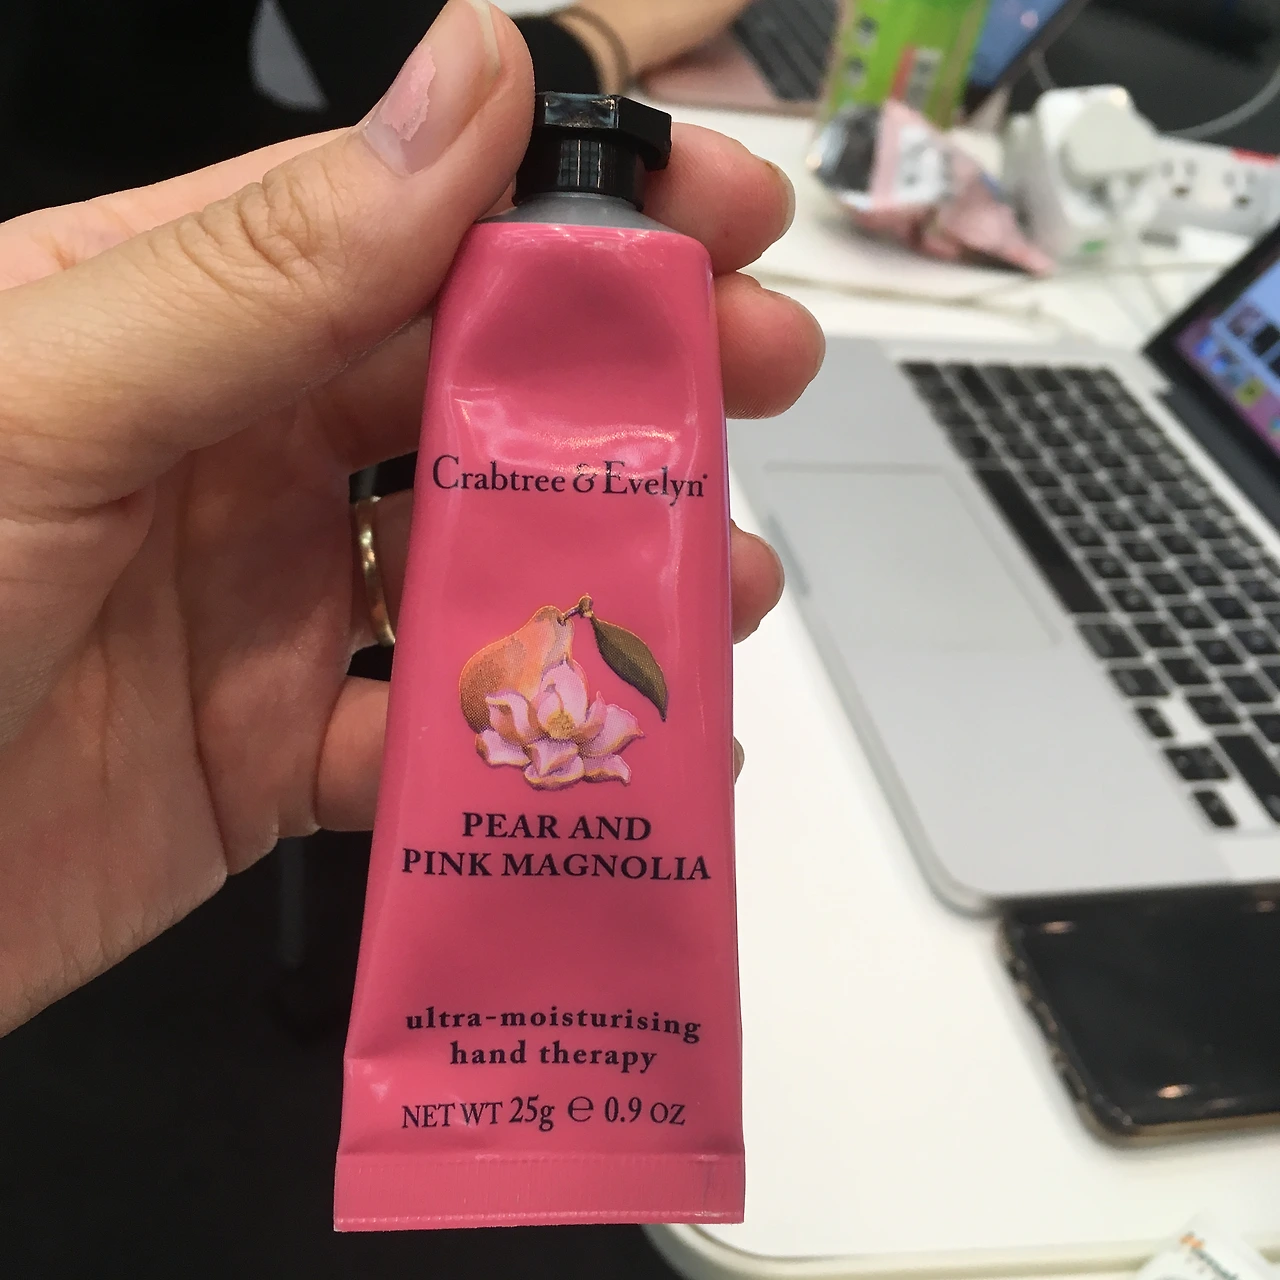 Crabtree & Evelyn
PEAR AND
PINK MAGNOLIA
ultra-moisturising
hand therapy
NET WT 25g ℮ 0.9 OZ